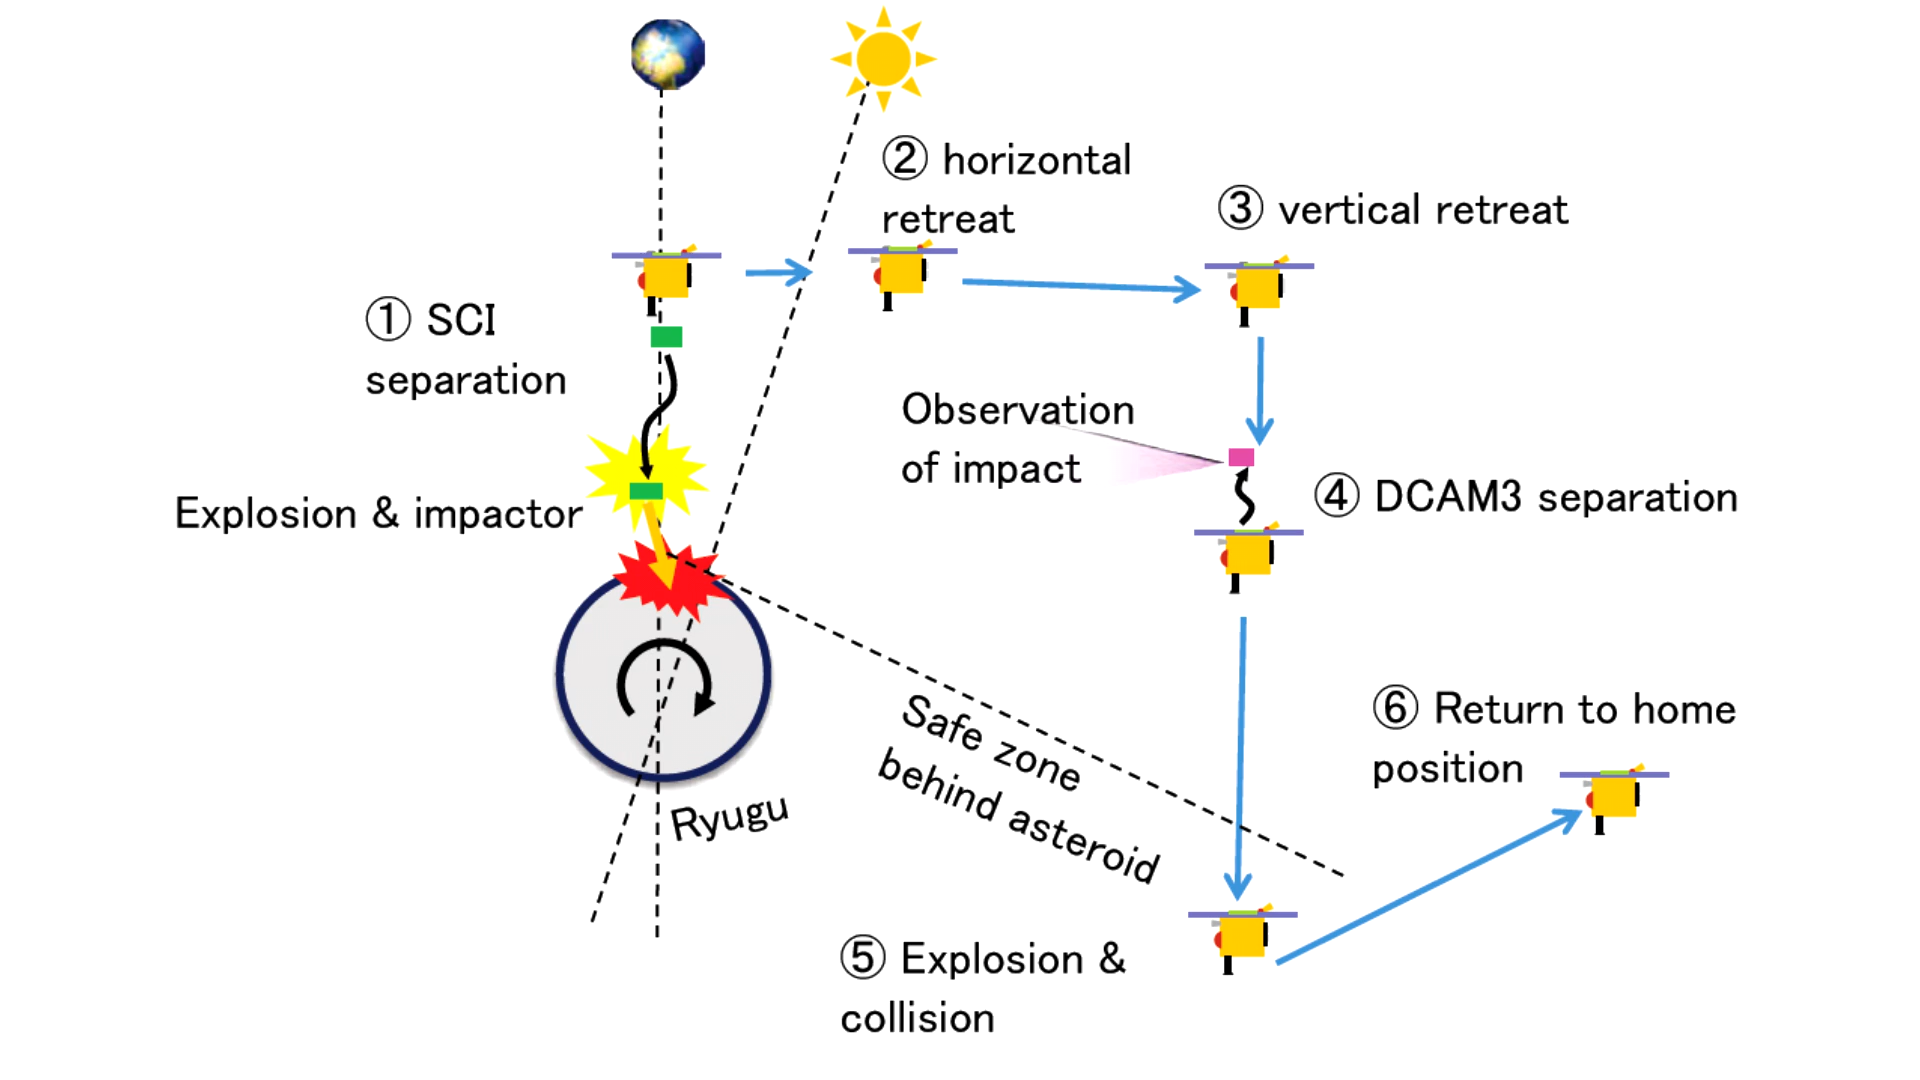 ② horizontal
retreat
③ vertical retreat
① SCI
separation
Observation
of impact
④ DCAM3 separation
Explosion & impactor
Safe zone
behind asteroid
⑥ Return to home
position
Ryugu
⑤ Explosion &
collision